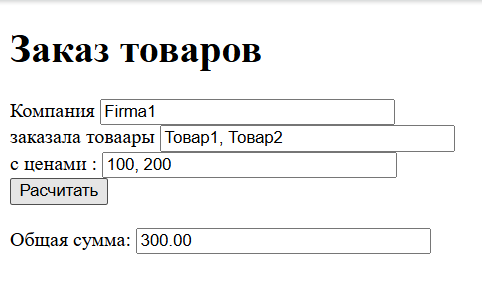 Заказ товаров
Компания Firma1
заказала товаары Товар1, Товар2
с ценами : 100, 200
Расчитать
Общая сумма: 300.00